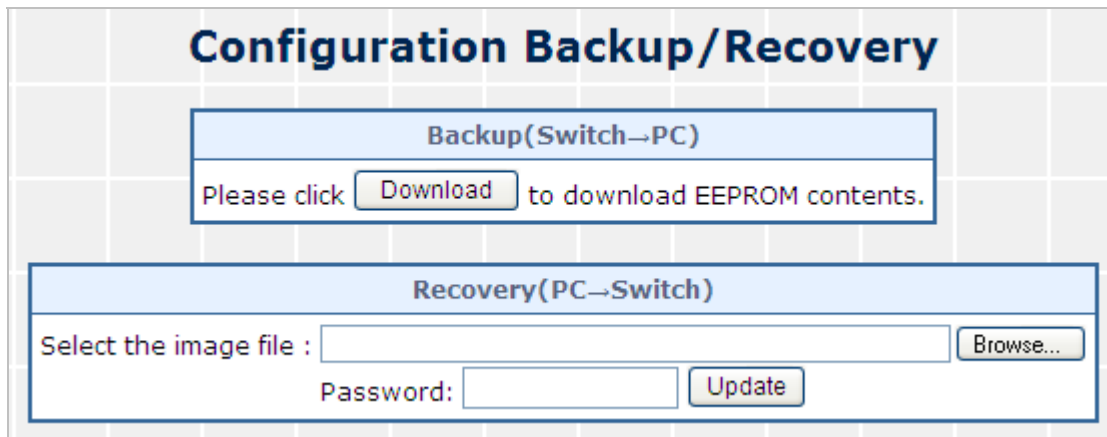 Configuration Backup/Recovery
Backup(Switch→PC)
Please click Download to download EEPROM contents.
Recovery(PC→Switch)
Select the image file : Browse...
Password: Update